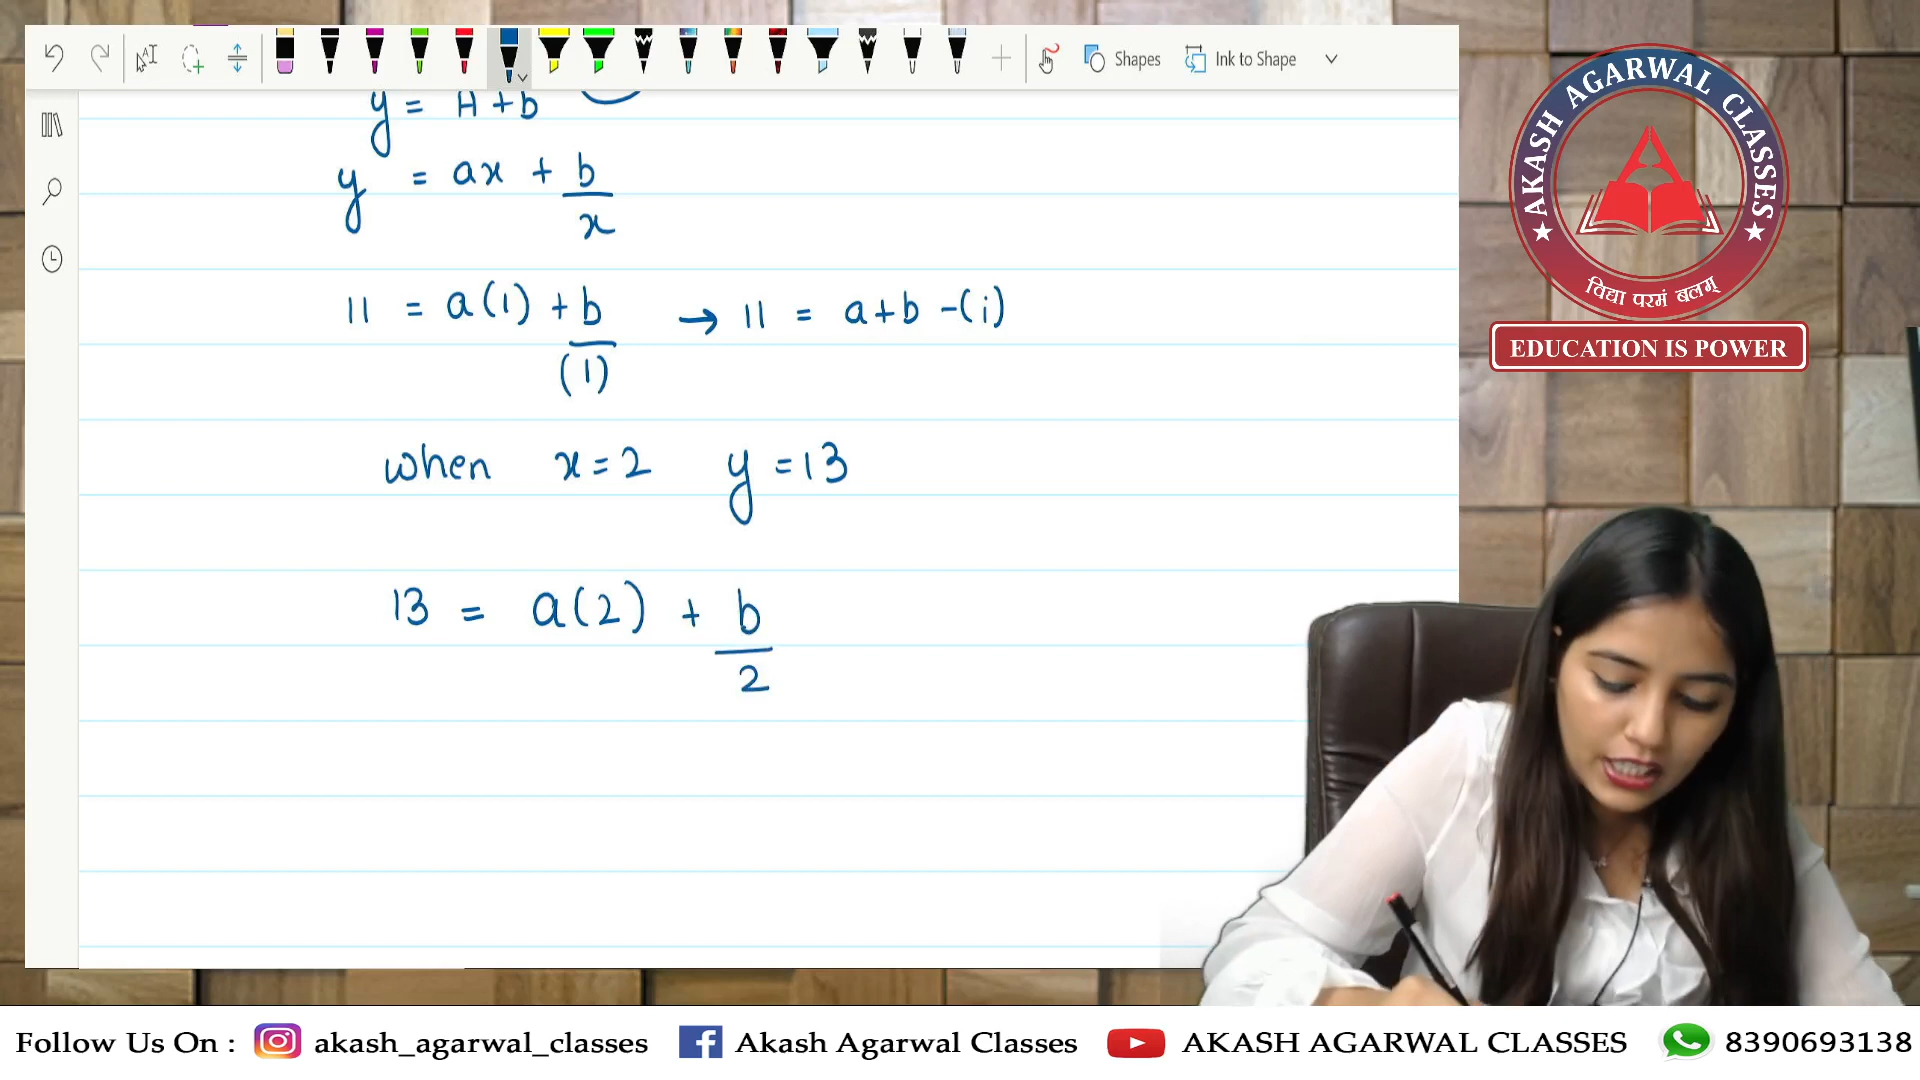 Shapes
Ink to Shape
y = A + b
y = ax + b/x
11 = a(1) + b/(1) → 11 = a+b -(i)
when x=2 y=13
13 = a(2) + b/2
AKASH AGARWAL CLASSES
विद्या परमं बलम्
EDUCATION IS POWER
Follow Us On : akash_agarwal_classes Akash Agarwal Classes AKASH AGARWAL CLASSES 8390693138